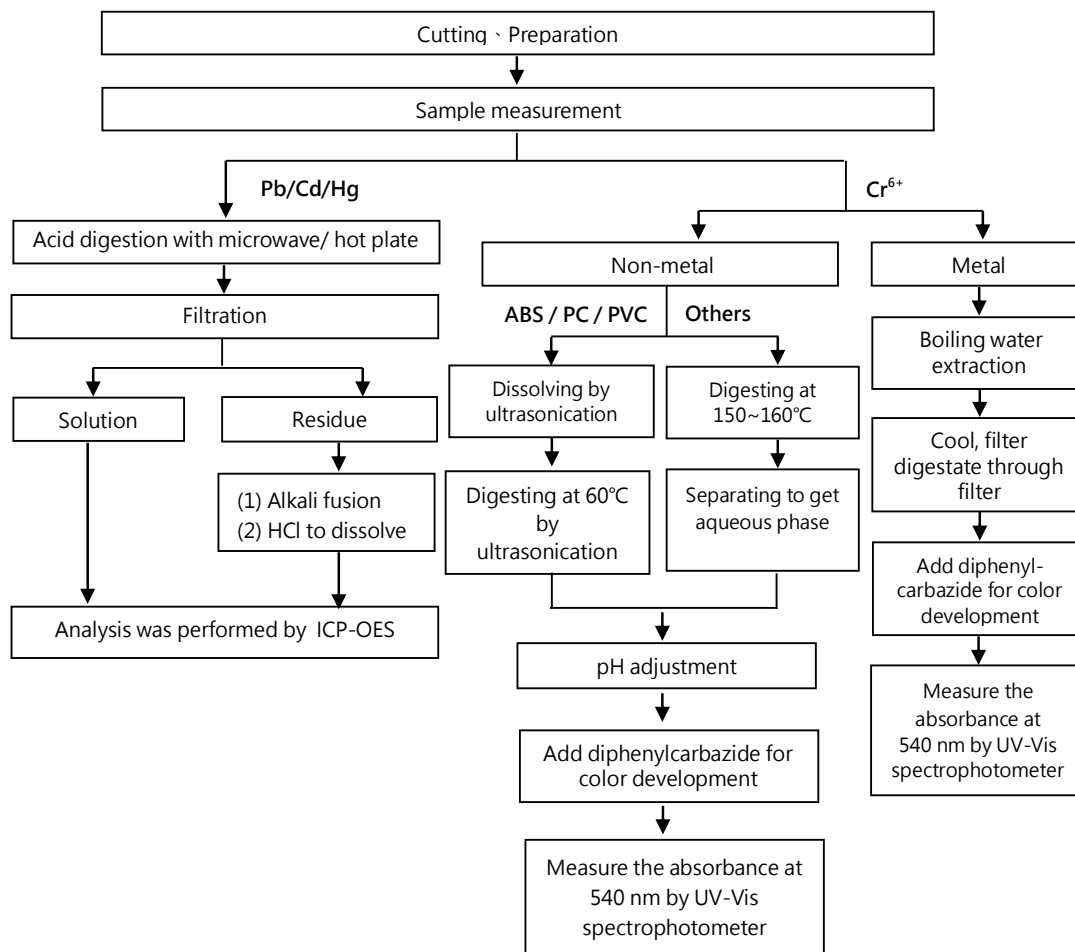 Cutting、Preparation
Sample measurement
Pb/Cd/Hg
Cr⁶⁺
Acid digestion with microwave/ hot plate
Non-metal
Metal
Filtration
ABS / PC / PVC
Others
Boiling water
extraction
Solution
Residue
Dissolving by
ultrasonication
Digesting at
150~160℃
Cool, filter
digestate through
filter
(1) Alkali fusion
(2) HCl to dissolve
Digesting at 60℃
by
ultrasonication
Separating to get
aqueous phase
Add diphenyl-
carbazide for color
development
Analysis was performed by ICP-OES
pH adjustment
Measure the
absorbance at
540 nm by UV-Vis
spectrophotometer
Add diphenylcarbazide for
color development
Measure the absorbance at
540 nm by UV-Vis
spectrophotometer